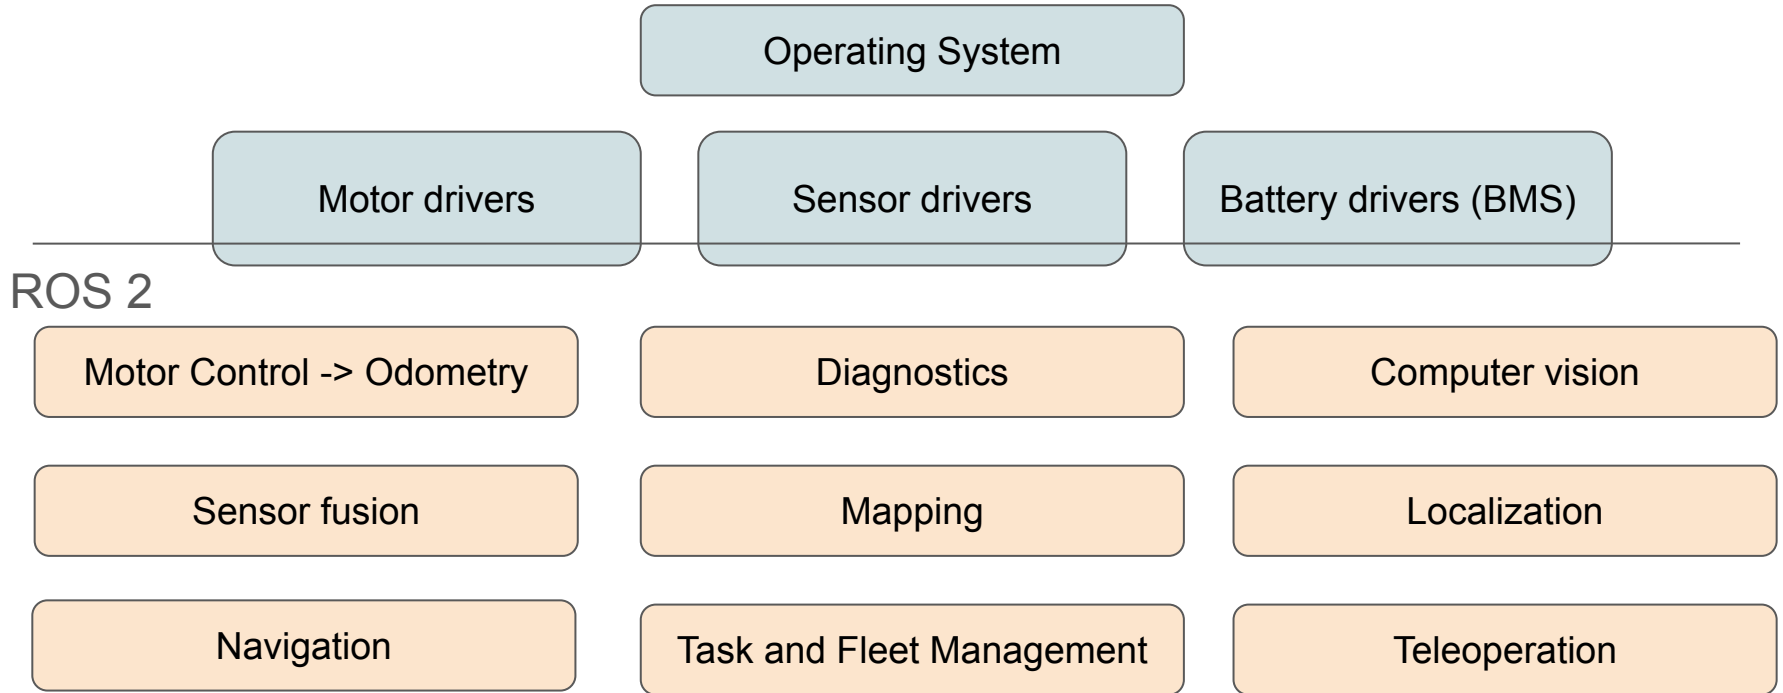 Operating System
Motor drivers
Sensor drivers
Battery drivers (BMS)
ROS 2
Motor Control -> Odometry
Diagnostics
Computer vision
Sensor fusion
Mapping
Localization
Navigation
Task and Fleet Management
Teleoperation